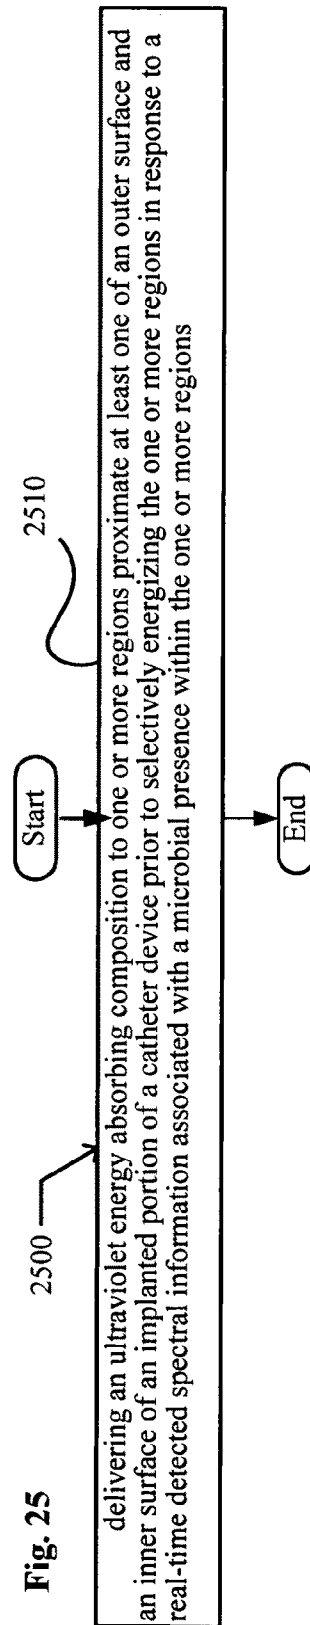 Fig. 25
2500
Start
2510
delivering an ultraviolet energy absorbing composition to one or more regions proximate at least one of an outer surface and
an inner surface of an implanted portion of a catheter device prior to selectively energizing the one or more regions in response to a
real-time detected spectral information associated with a microbial presence within the one or more regions
End